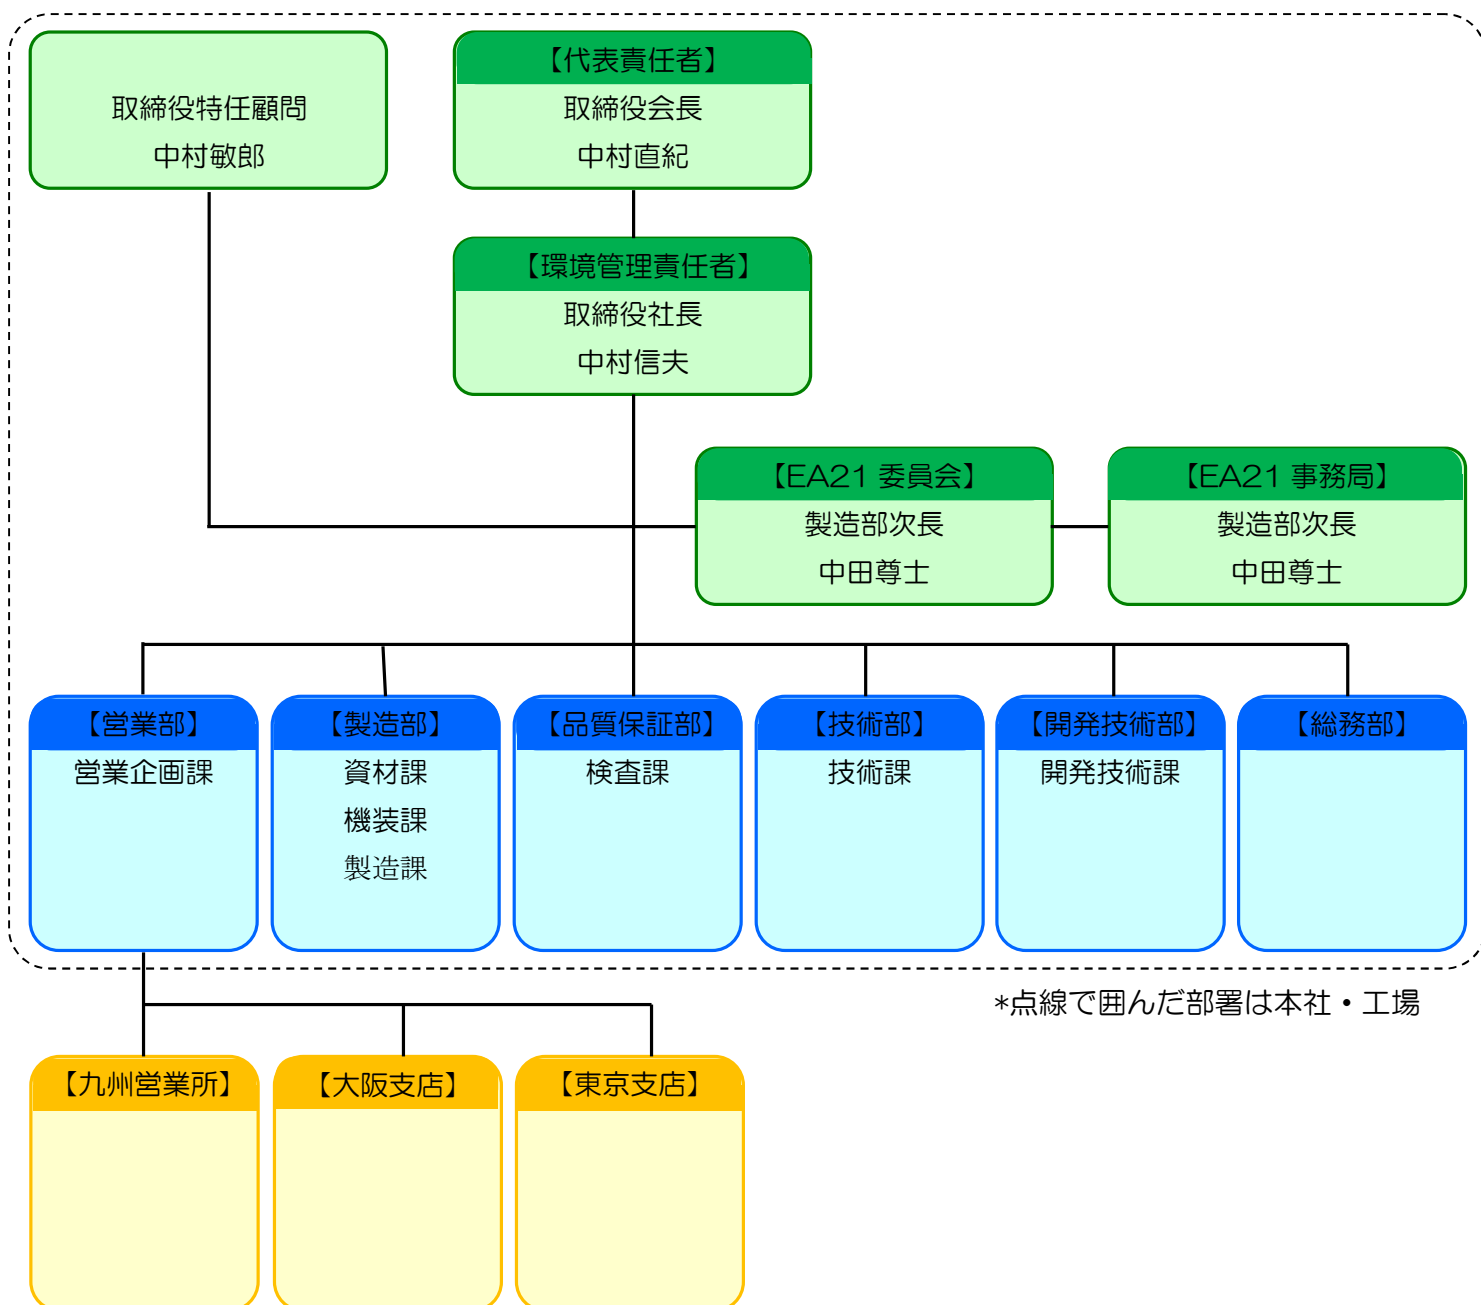 取締役特任顧問
中村敏郎
【代表責任者】
取締役会長
中村直紀
【環境管理責任者】
取締役社長
中村信夫
【EA21 委員会】
製造部次長
中田尊士
【EA21 事務局】
製造部次長
中田尊士
【営業部】
営業企画課
【製造部】
資材課
機装課
製造課
【品質保証部】
検査課
【技術部】
技術課
【開発技術部】
開発技術課
【総務部】
*点線で囲んだ部署は本社・工場
【九州営業所】
【大阪支店】
【東京支店】